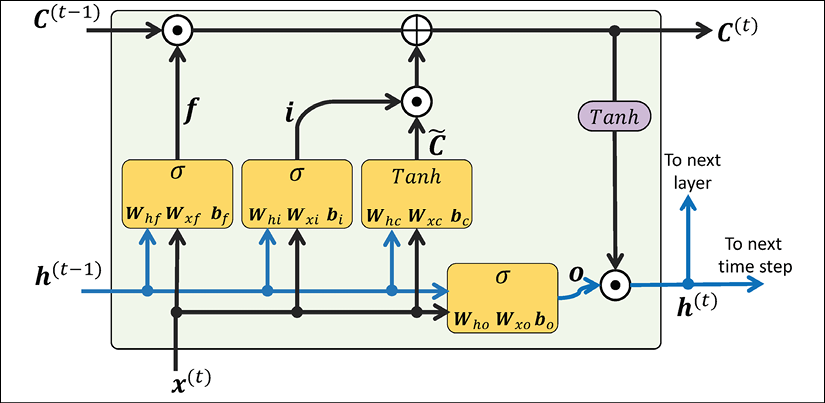 C^(t−1)
C^(t)
f
i
C̃
Tanh
To next
layer
σ
W_hf W_xf b_f
σ
W_hi W_xi b_i
Tanh
W_hc W_xc b_c
To next
time step
h^(t−1)
σ
W_ho W_xo b_o
o
h^(t)
x^(t)